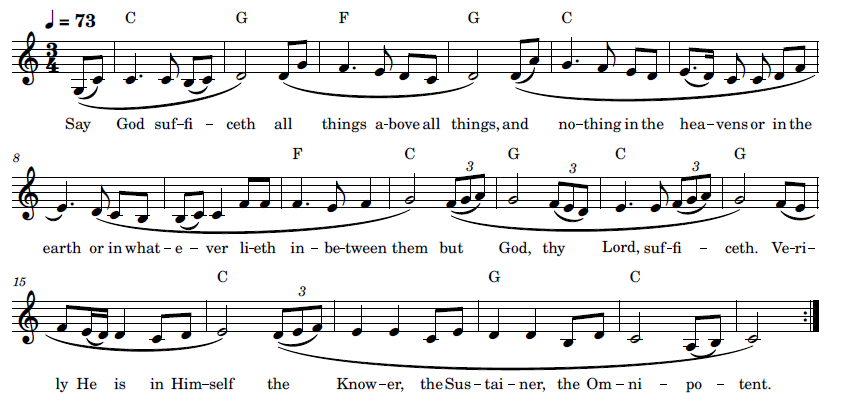 ♩ = 73
C G F G C
3
4
Say God suf–fi – ceth all things a-bove all things, and no–thing in the hea–vens or in the
8
F C 3 G 3 C 3 G
earth or in what–e – ver li–eth in–be–tween them but God, thy Lord, suf–fi – ceth. Ve–ri–
15
C 3 G C
ly He is in Him–self the Know–er, the Sus–tai–ner, the Om–ni – po – tent.